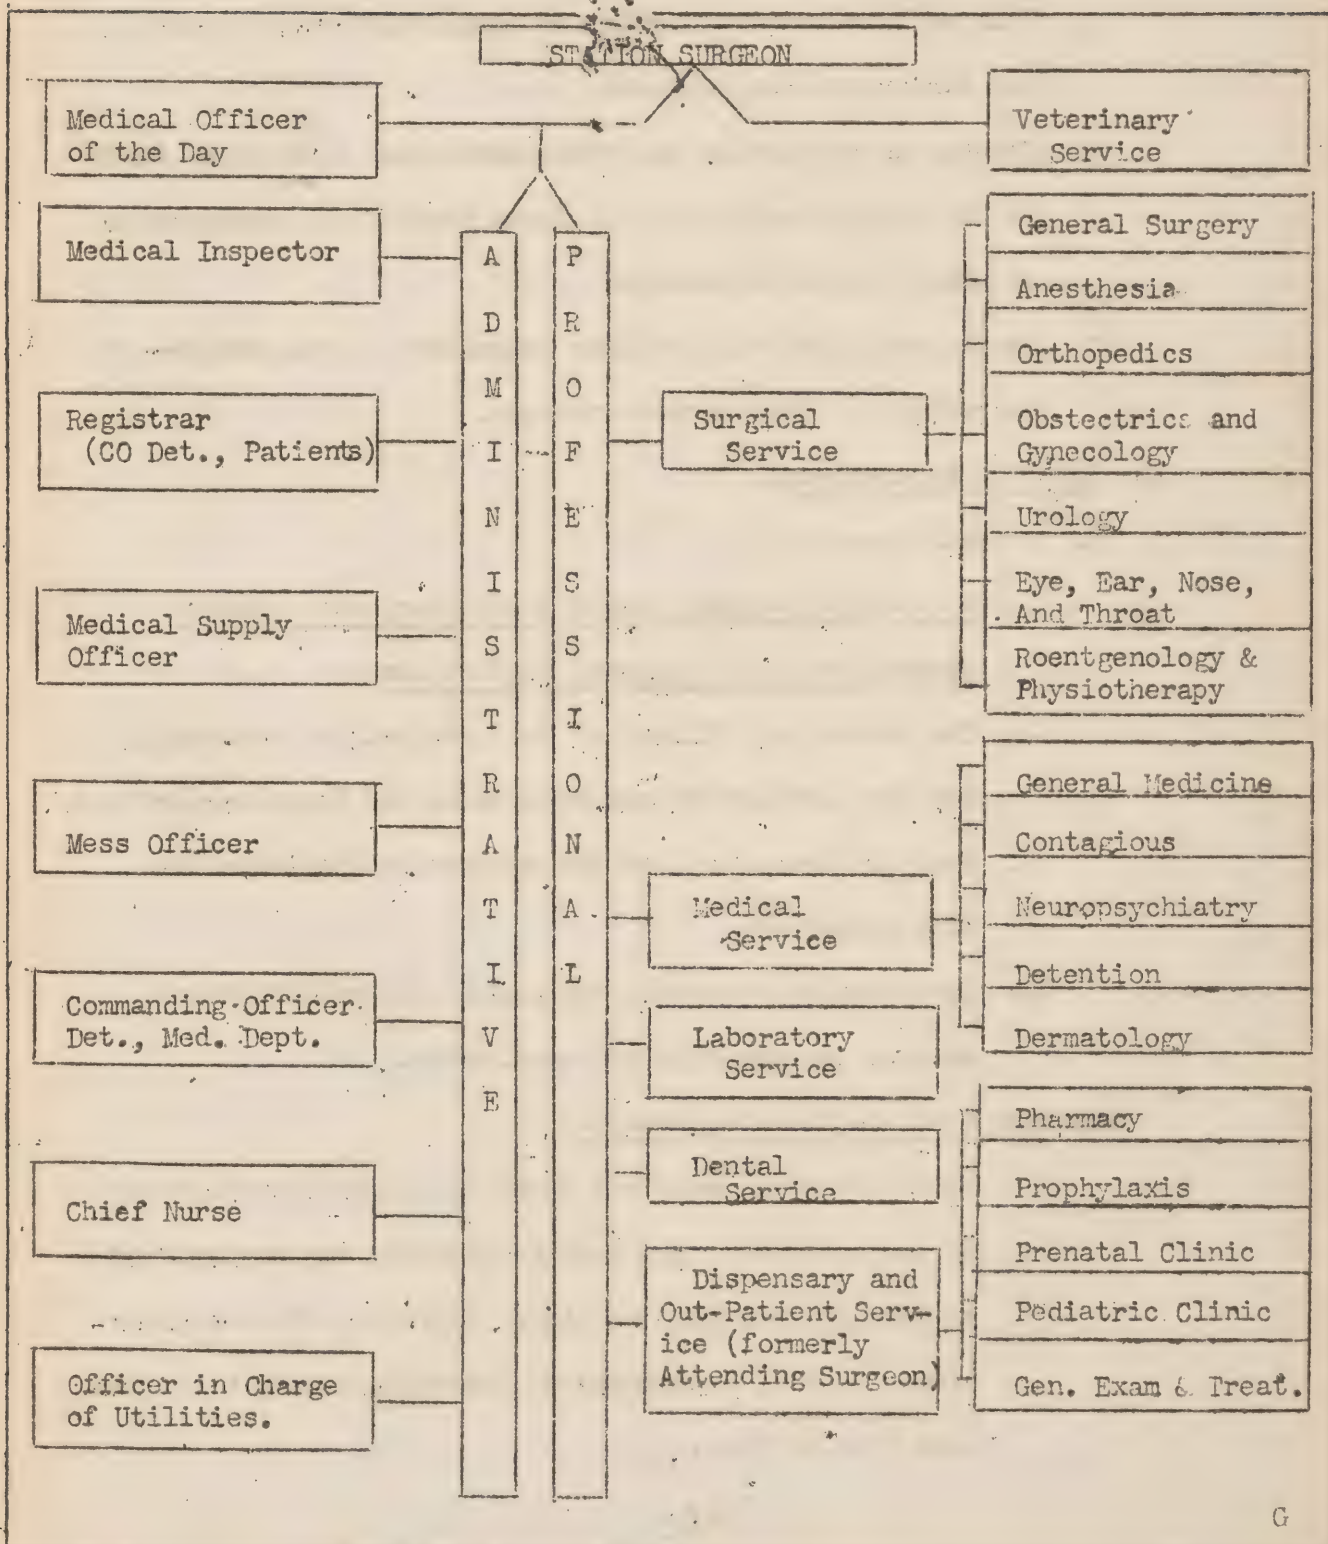 STATION SURGEON
Medical Officer
of the Day
Veterinary
Service
Medical Inspector
Registrar
(CO Det., Patients)
Medical Supply
Officer
Mess Officer
Commanding Officer
Det., Med. Dept.
Chief Nurse
Officer in Charge
of Utilities.
ADMINISTRATIVE
PROFESSIONAL
Surgical
Service
General Surgery
Anesthesia
Orthopedics
Obstectrics and
Gynecology
Urology
Eye, Ear, Nose,
And Throat
Roentgenology &
Physiotherapy
Medical
Service
General Medicine
Contagious
Neuropsychiatry
Detention
Dermatology
Laboratory
Service
Dental
Service
Dispensary and
Out-Patient Serv-
ice (formerly
Attending Surgeon)
Pharmacy
Prophylaxis
Prenatal Clinic
Pediatric Clinic
Gen. Exam & Treat.
G